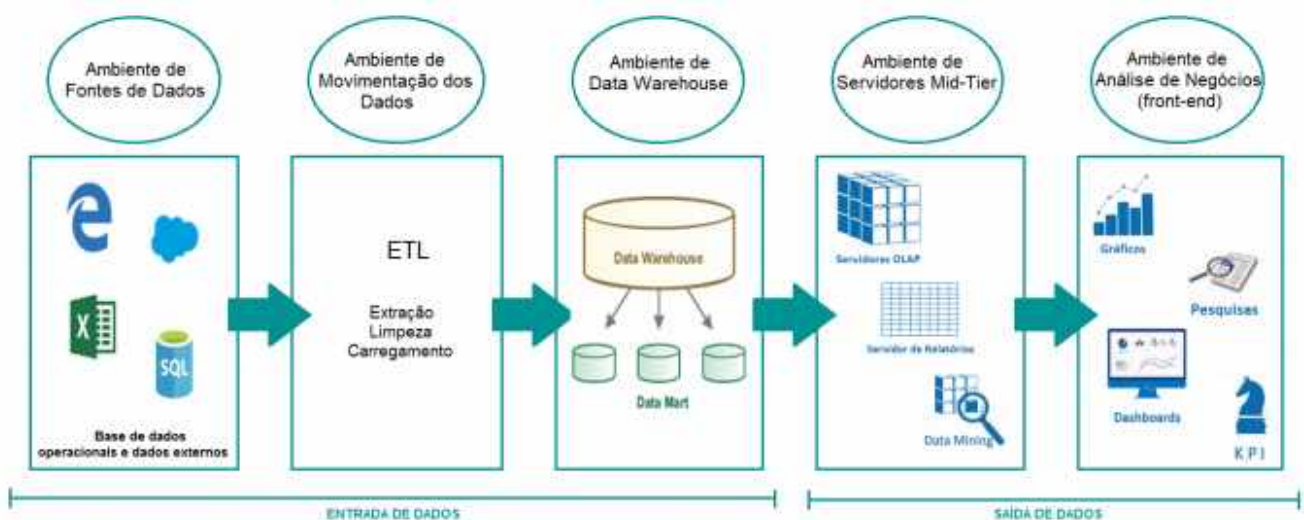 Ambiente de
Fontes de Dados
Ambiente de
Movimentação dos
Dados
Ambiente de
Data Warehouse
Ambiente de
Servidores Mid-Tier
Ambiente de
Análise de Negócios
(front-end)
X
SQL
Base de dados
operacionais e dados externos
ETL
Extração
Limpeza
Carregamento
Data Warehouse
Data Mart
Servidores OLAP
Servidor de Relatórios
Data Mining
Gráficos
Pesquisas
Dashboards
K P I
ENTRADA DE DADOS
SAÍDA DE DADOS